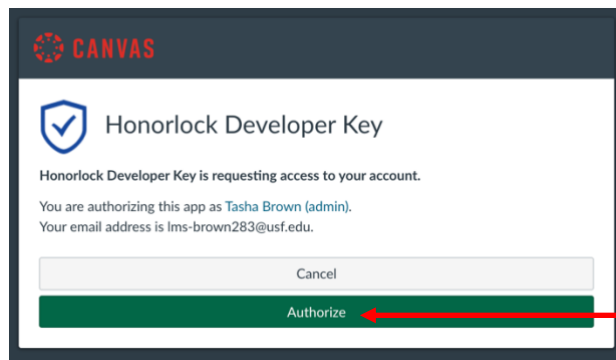 CANVAS
Honorlock Developer Key
Honorlock Developer Key is requesting access to your account.
You are authorizing this app as Tasha Brown (admin).
Your email address is lms-brown283@usf.edu.
Cancel
Authorize